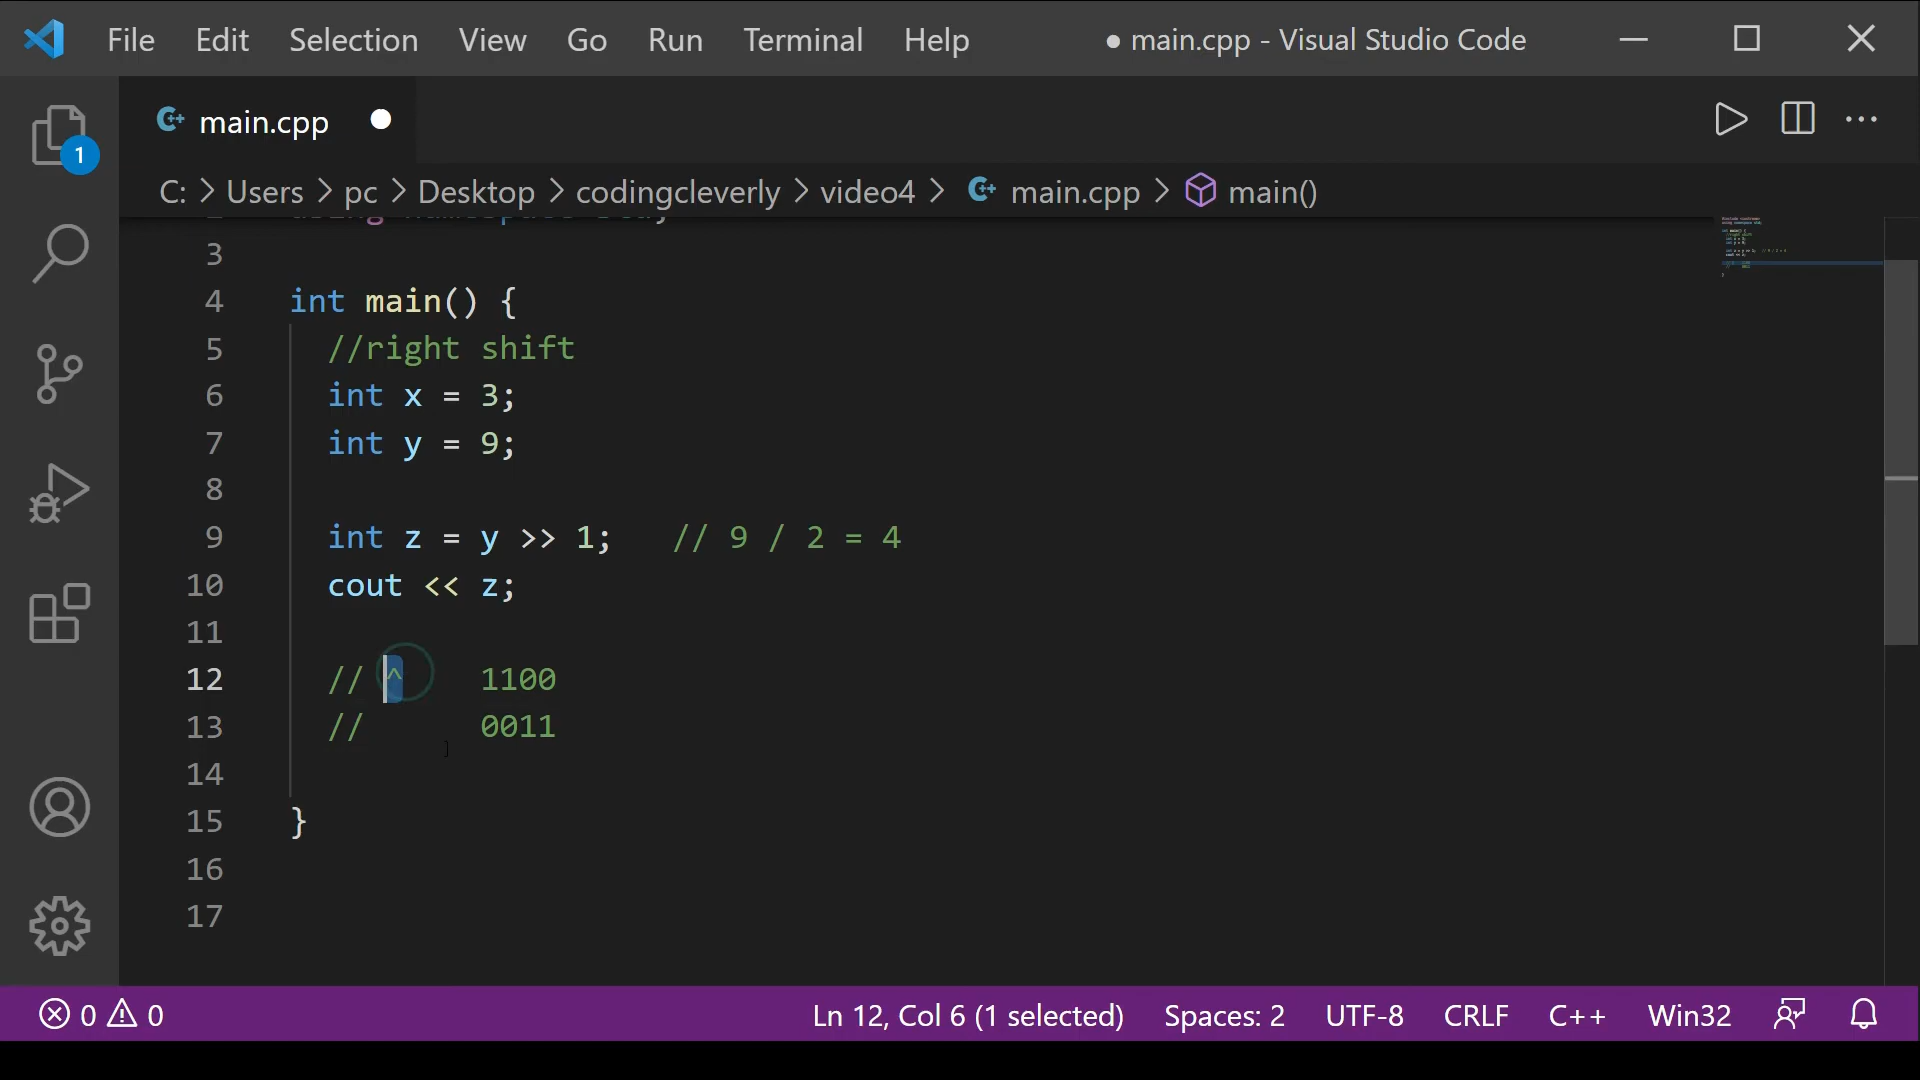 File Edit Selection View Go Run Terminal Help ● main.cpp - Visual Studio Code
main.cpp
C: > Users > pc > Desktop > codingcleverly > video4 > main.cpp > main()
3
4 int main() {
5 //right shift
6 int x = 3;
7 int y = 9;
8
9 int z = y >> 1; // 9 / 2 = 4
10 cout << z;
11
12 // ^ 1100
13 // 0011
14
15 }
16
17
1
0 0 Ln 12, Col 6 (1 selected) Spaces: 2 UTF-8 CRLF C++ Win32